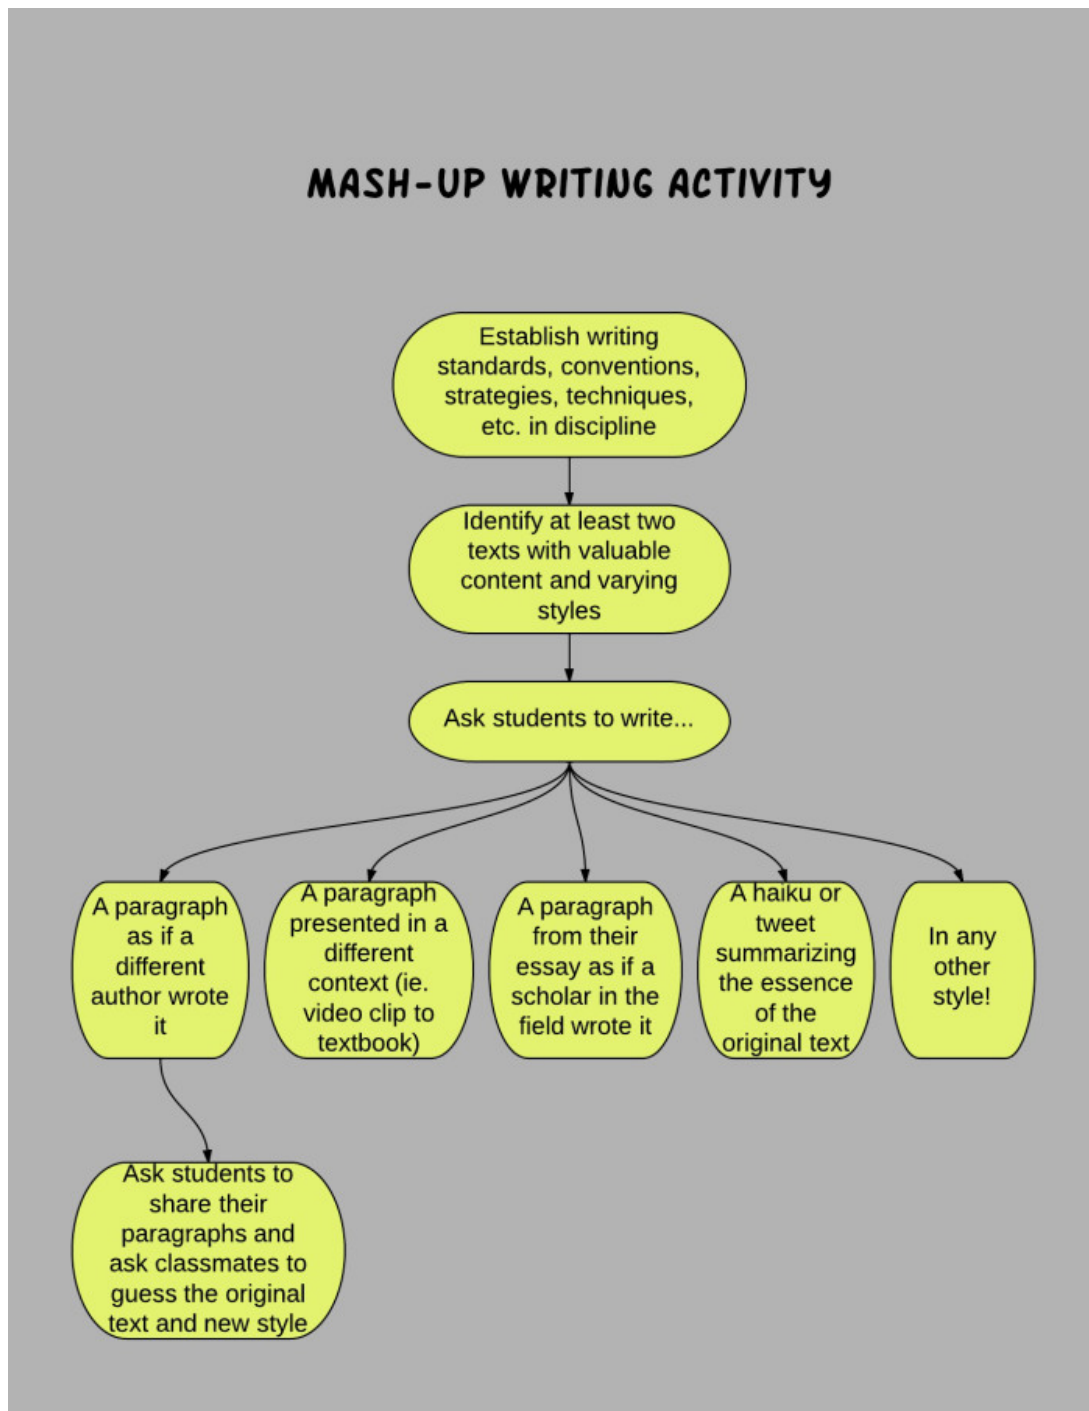 MASH-UP WRITING ACTIVITY
Establish writing
standards, conventions,
strategies, techniques,
etc. in discipline
Identify at least two
texts with valuable
content and varying
styles
Ask students to write...
A paragraph
as if a
different
author wrote
it
A paragraph
presented in a
different
context (ie.
video clip to
textbook)
A paragraph
from their
essay as if a
scholar in the
field wrote it
A haiku or
tweet
summarizing
the essence
of the
original text
In any
other
style!
Ask students to
share their
paragraphs and
ask classmates to
guess the original
text and new style